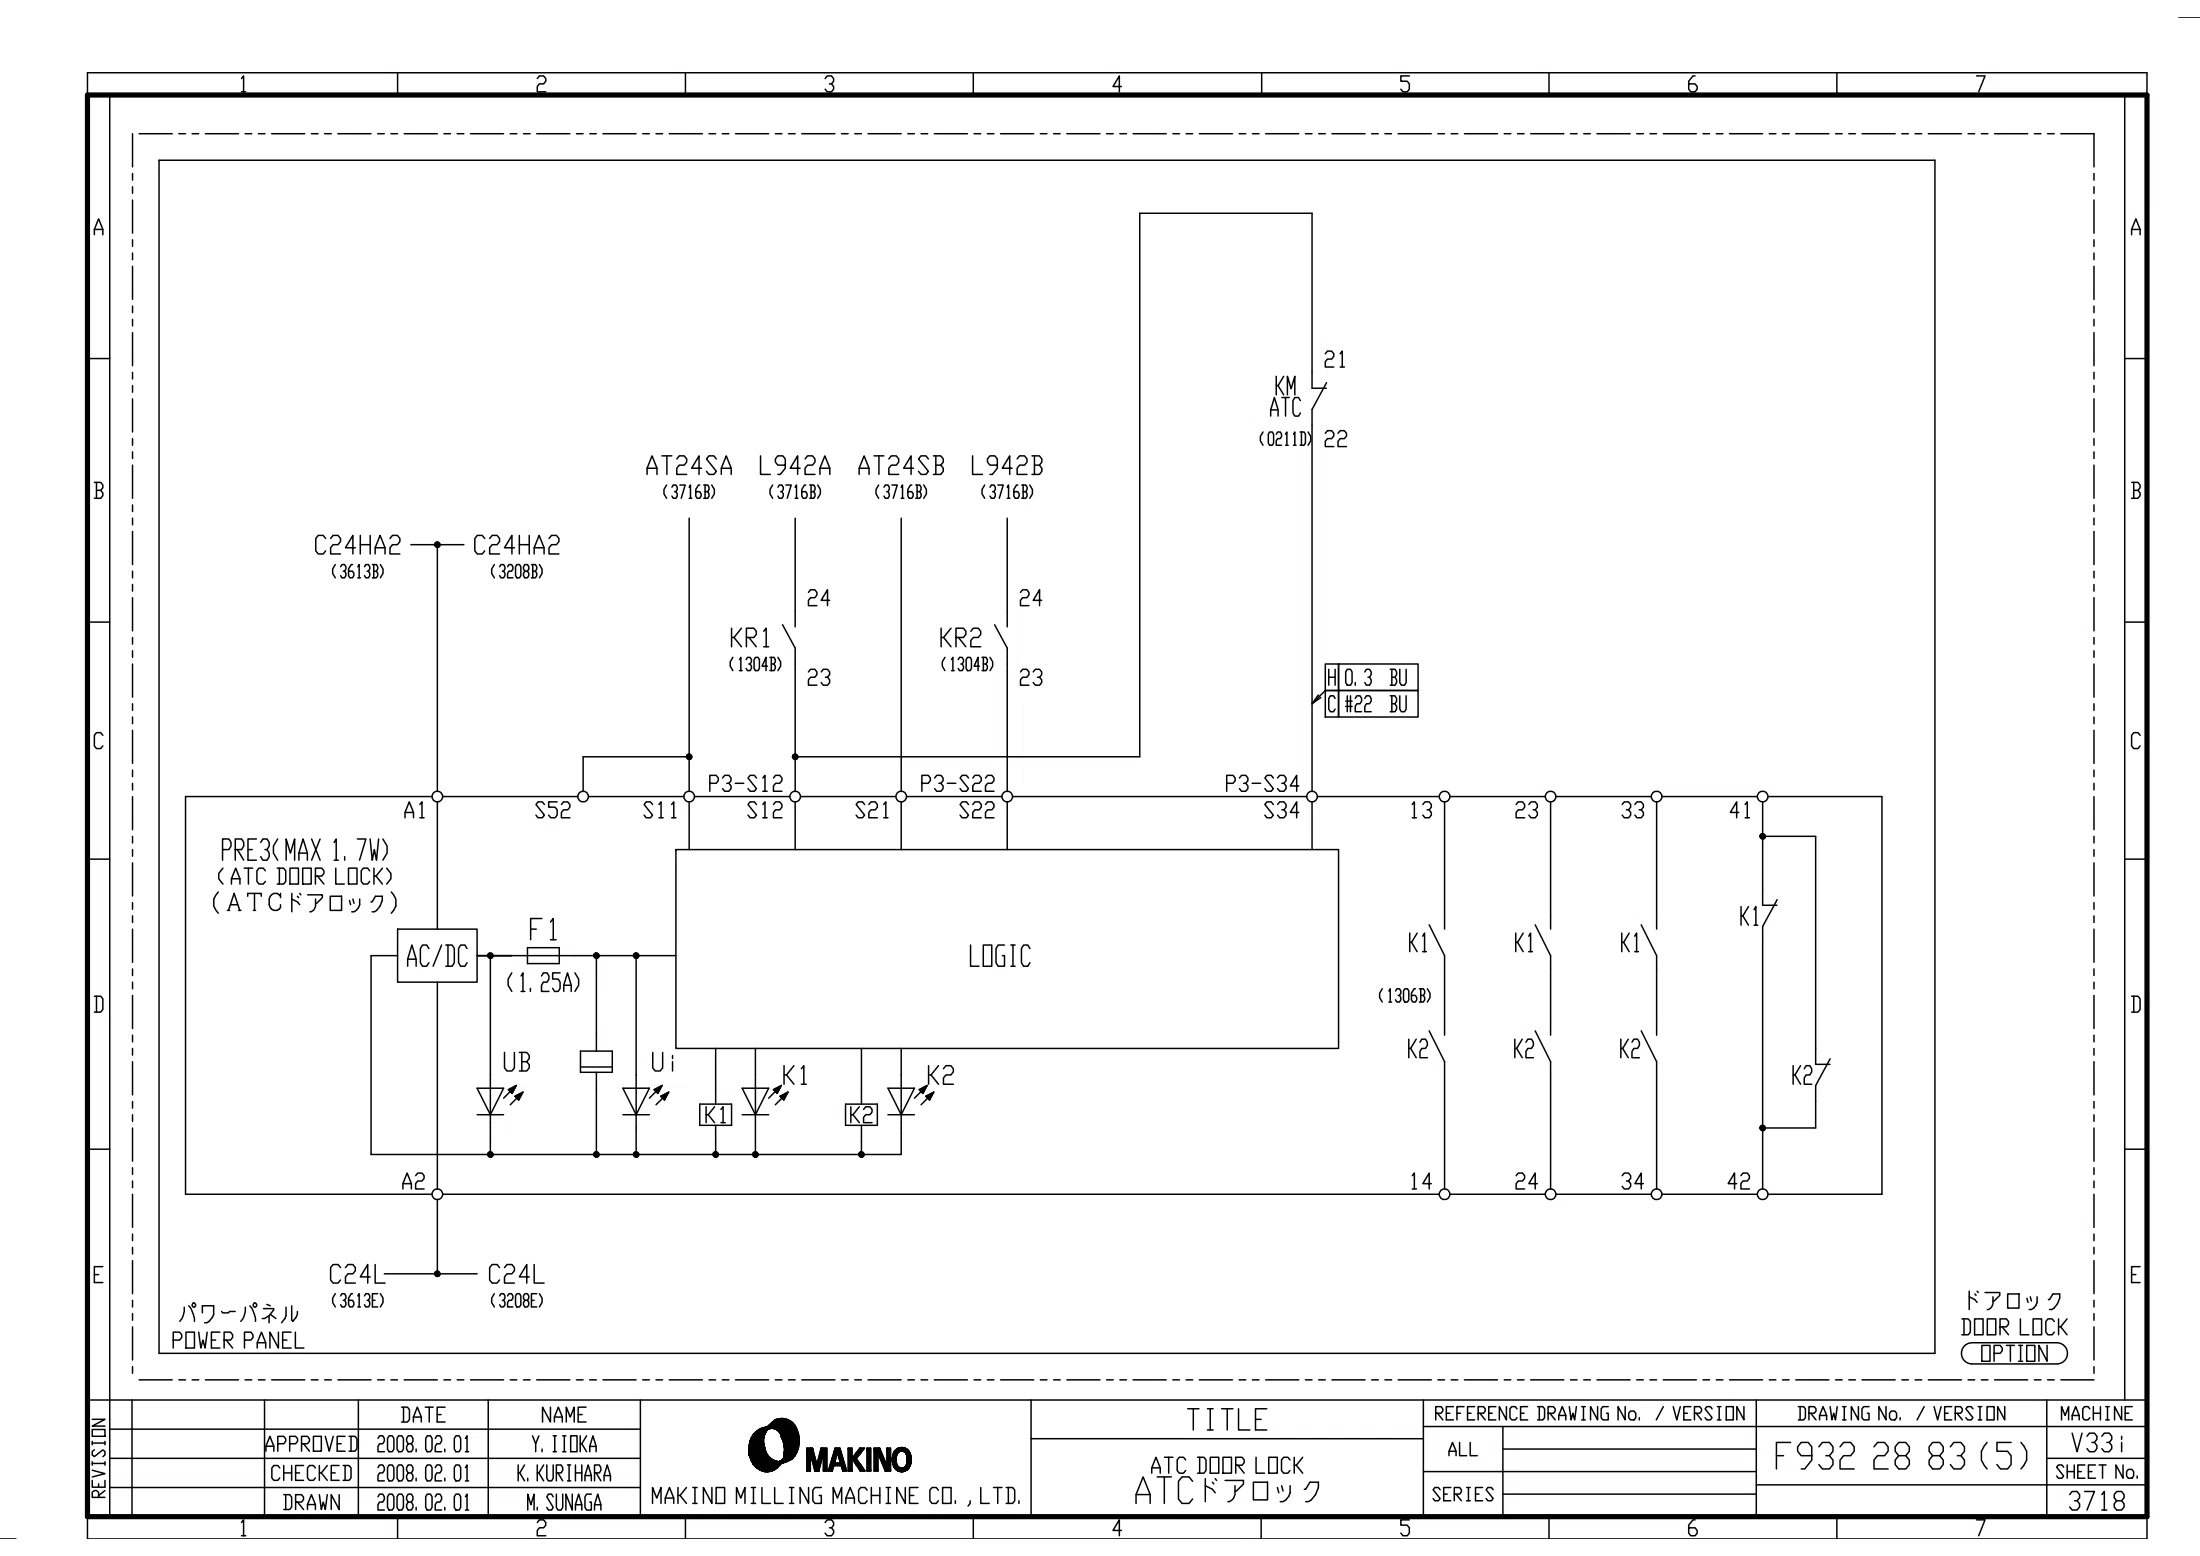 1 2 3 4 5 6 7
A A
21
KM
ATC
(0211D) 22
AT24SA L942A AT24SB L942B
(3716B) (3716B) (3716B) (3716B)
B B
C24HA2 C24HA2
(3613B) (3208B)
24 24
KR1 KR2
(1304B) (1304B)
23 23
H 0.3 BU
C #22 BU
C C
P3-S12 P3-S22 P3-S34
A1 S52 S11 S12 S21 S22 S34 13 23 33 41
PRE3(MAX 1.7W)
(ATC DOOR LOCK)
(ATCドアロック)
F1
K1 K1 K1 K1
AC/DC LOGIC
(1.25A)
(1306B)
D D
UB Ui K1 K2
K2 K2 K2 K2
K1 K2
A2 14 24 34 42
C24L C24L
(3613E) (3208E)
E E
パワーパネル
POWER PANEL
ドアロック
DOOR LOCK
OPTION
REVISION
DATE NAME
APPROVED 2008.02.01 Y. IIOKA
CHECKED 2008.02.01 K. KURIHARA
DRAWN 2008.02.01 M. SUNAGA
MAKINO
MAKINO MILLING MACHINE CO.,LTD.
TITLE
ATC DOOR LOCK
ATCドアロック
REFERENCE DRAWING No. / VERSION
ALL
SERIES
DRAWING No. / VERSION
F932 28 83(5)
MACHINE
V33i
SHEET No.
3718
1 2 3 4 5 6 7